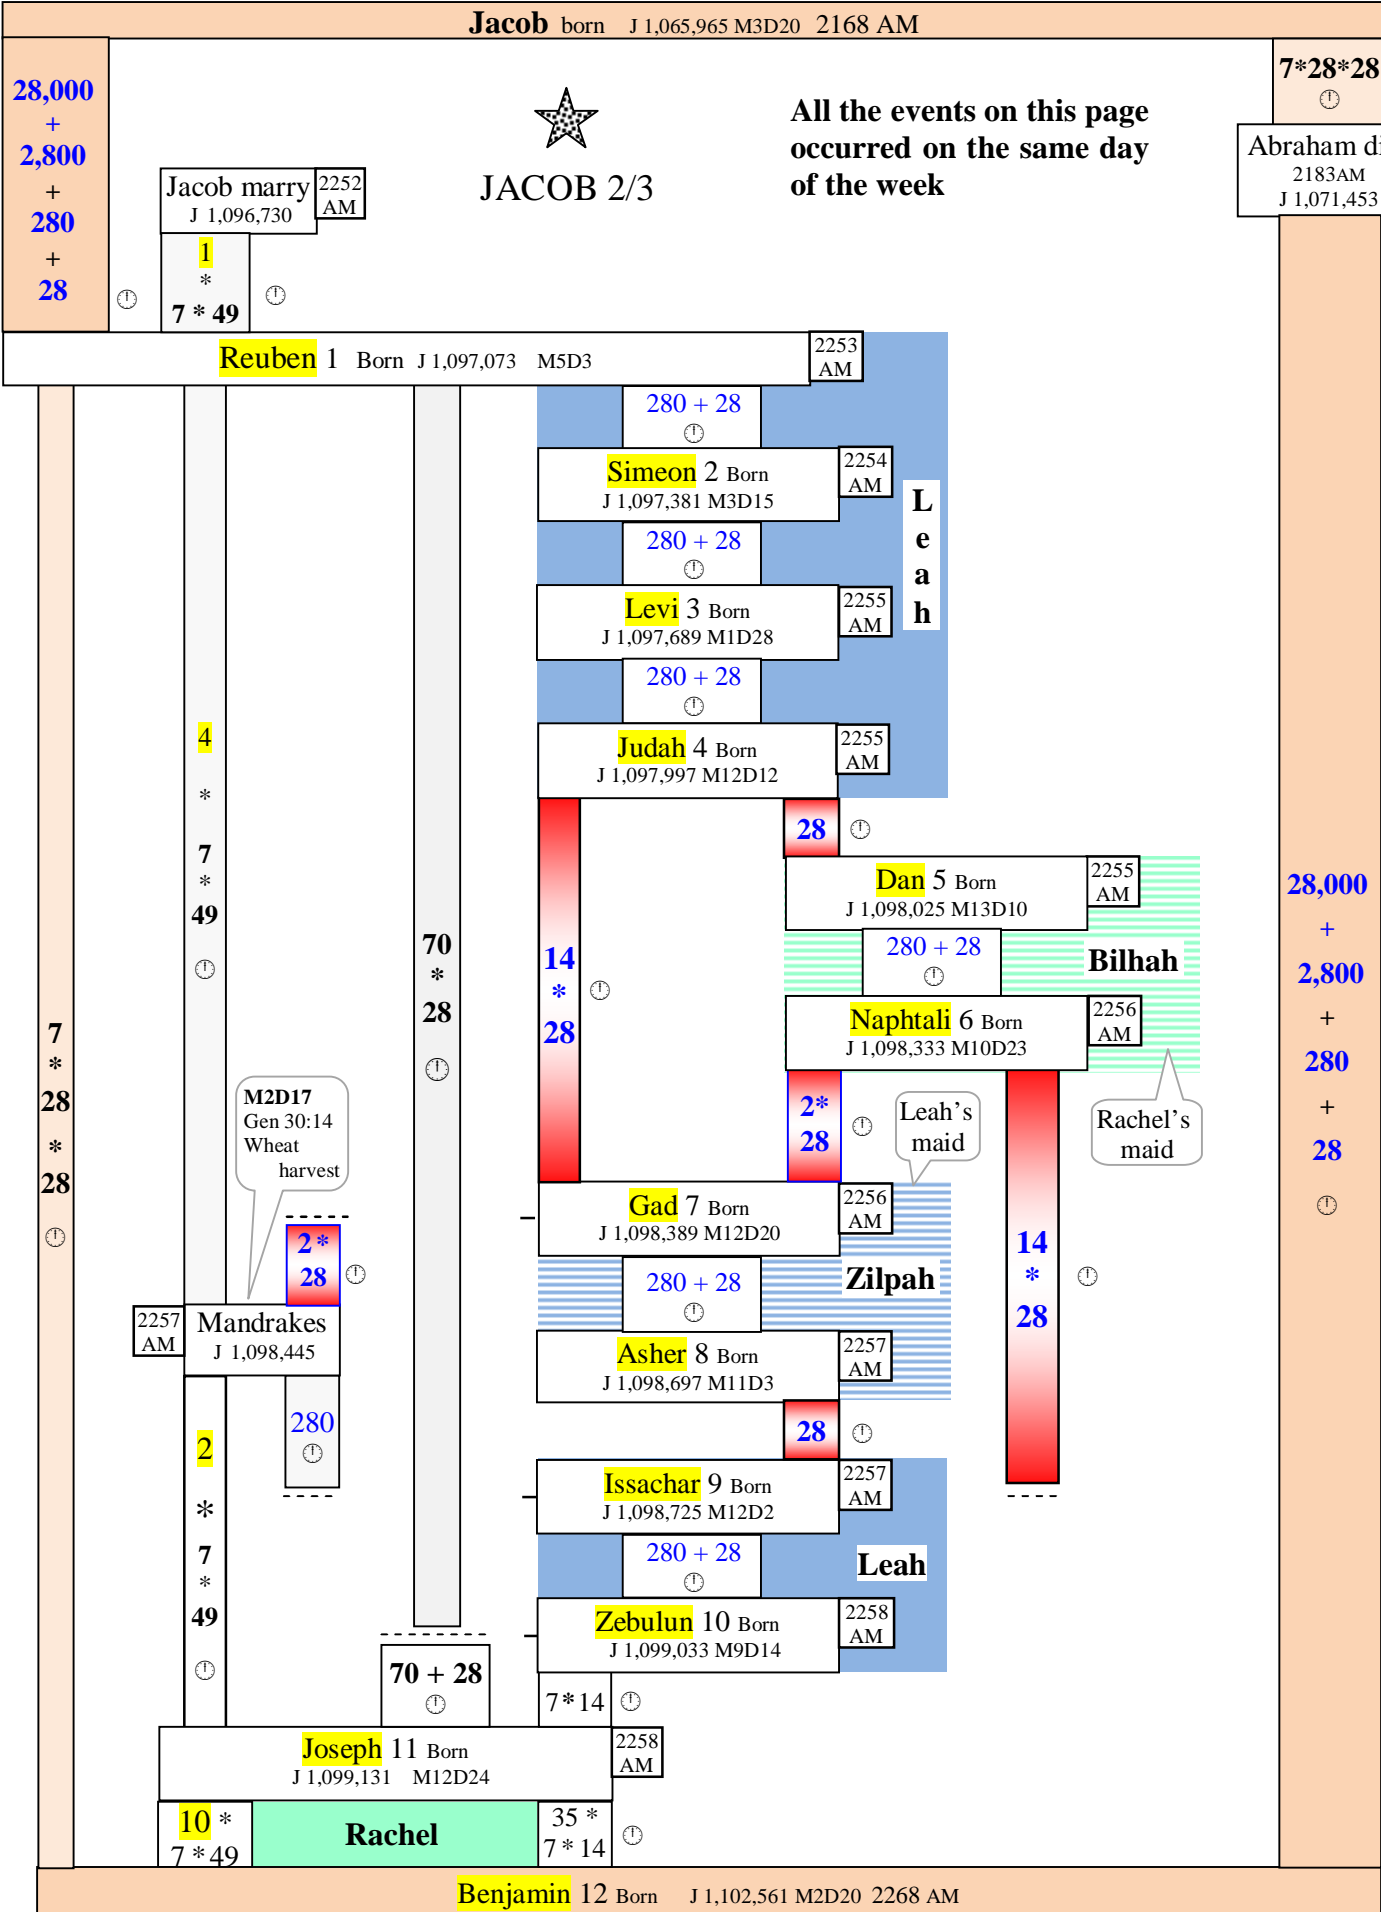 Jacob born J 1,065,965 M3D20 2168 AM
28,000
+
2,800
+
280
+
28
7*28*28
All the events on this page
occurred on the same day
of the week
JACOB 2/3
Abraham di
2183AM
J 1,071,453
Jacob marry
J 1,096,730
2252
AM
1
*
7 * 49
Reuben 1 Born J 1,097,073 M5D3
2253
AM
280 + 28
Simeon 2 Born
J 1,097,381 M3D15
2254
AM
L
e
a
h
280 + 28
Levi 3 Born
J 1,097,689 M1D28
2255
AM
280 + 28
Judah 4 Born
J 1,097,997 M12D12
2255
AM
4
*
7
*
49
28
Dan 5 Born
J 1,098,025 M13D10
2255
AM
28,000
+
2,800
+
280
+
28
70
*
28
14
*
28
280 + 28
Bilhah
Naphtali 6 Born
J 1,098,333 M10D23
2256
AM
7
*
28
*
28
M2D17
Gen 30:14
Wheat
harvest
2*
28
Leah's
maid
Rachel's
maid
Gad 7 Born
J 1,098,389 M12D20
2256
AM
2*
28
280 + 28
Zilpah
14
*
28
2257
AM
Mandrakes
J 1,098,445
Asher 8 Born
J 1,098,697 M11D3
2257
AM
280
28
2
*
7
*
49
Issachar 9 Born
J 1,098,725 M12D2
2257
AM
280 + 28
Leah
Zebulun 10 Born
J 1,099,033 M9D14
2258
AM
70 + 28
7*14
Joseph 11 Born
J 1,099,131 M12D24
2258
AM
10 *
7 * 49
Rachel
35 *
7 * 14
Benjamin 12 Born J 1,102,561 M2D20 2268 AM